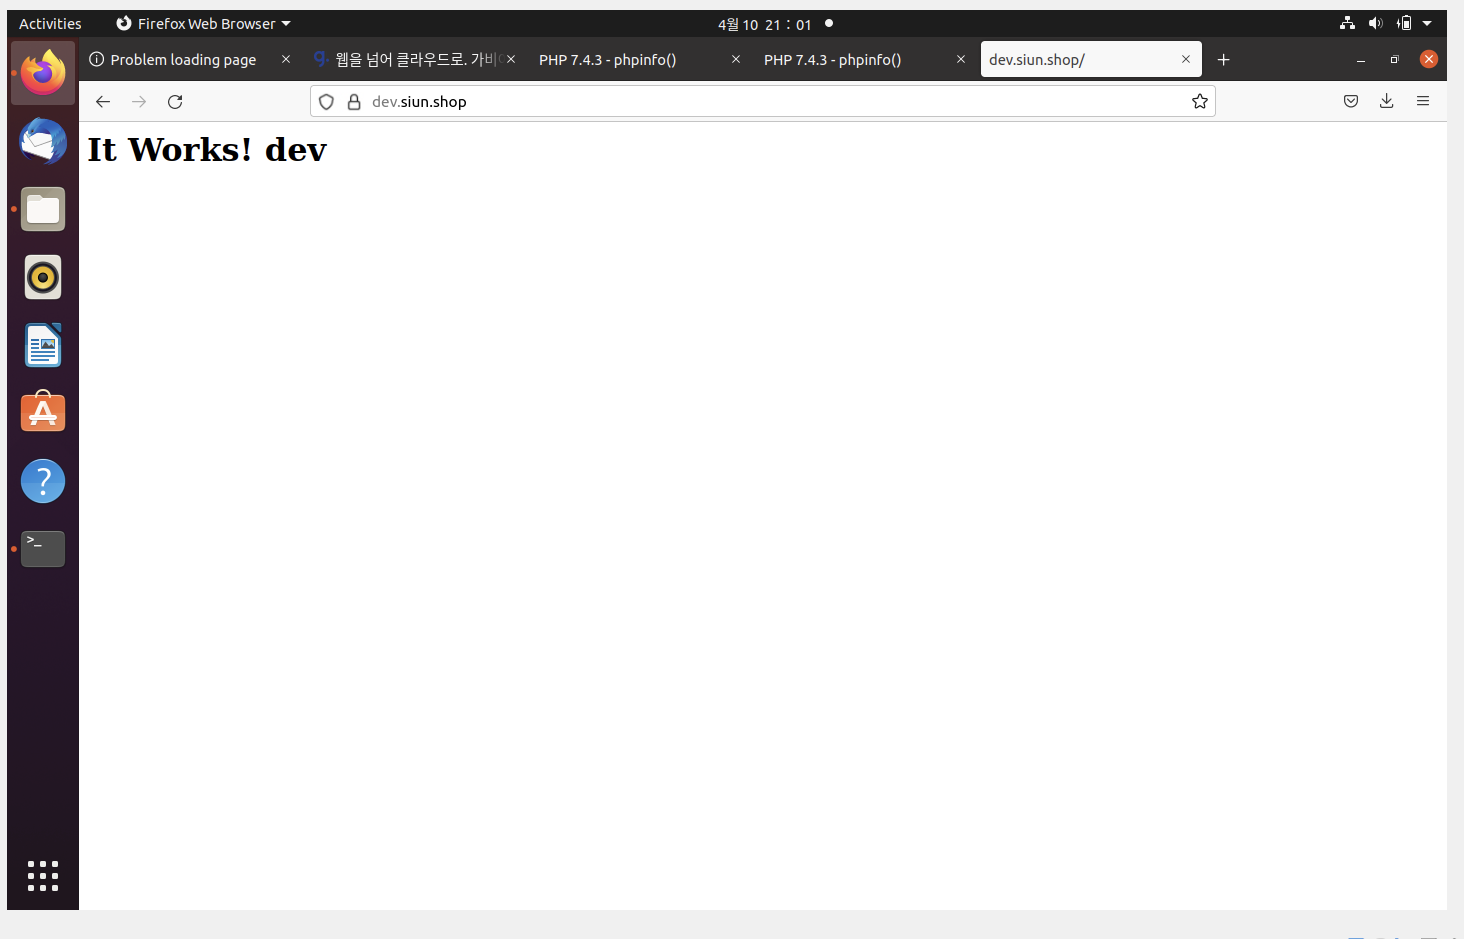 Activities Firefox Web Browser 4월 10 21 : 01
Problem loading page 웹을 넘어 클라우드로. 가비 PHP 7.4.3 - phpinfo() PHP 7.4.3 - phpinfo() dev.siun.shop/
dev.siun.shop
It Works! dev